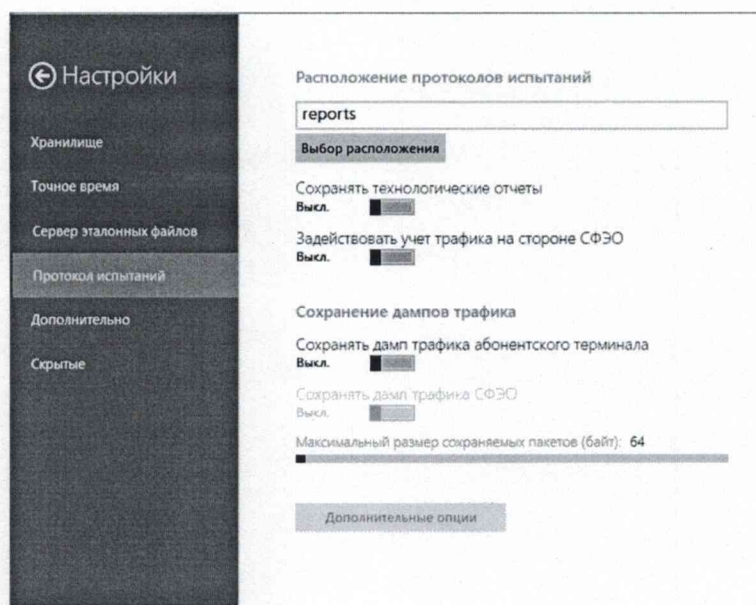 Настройки
Хранилище
Точное время
Сервер эталонных файлов
Протокол испытаний
Дополнительно
Скрытые
Расположение протоколов испытаний
reports
Выбор расположения
Сохранять технологические отчеты
Выкл.
Задействовать учет трафика на стороне СФЭО
Выкл.
Сохранение дампов трафика
Сохранять дамп трафика абонентского терминала
Выкл.
Сохранять дамп трафика СФЭО
Выкл.
Максимальный размер сохраняемых пакетов (байт): 64
Дополнительные опции